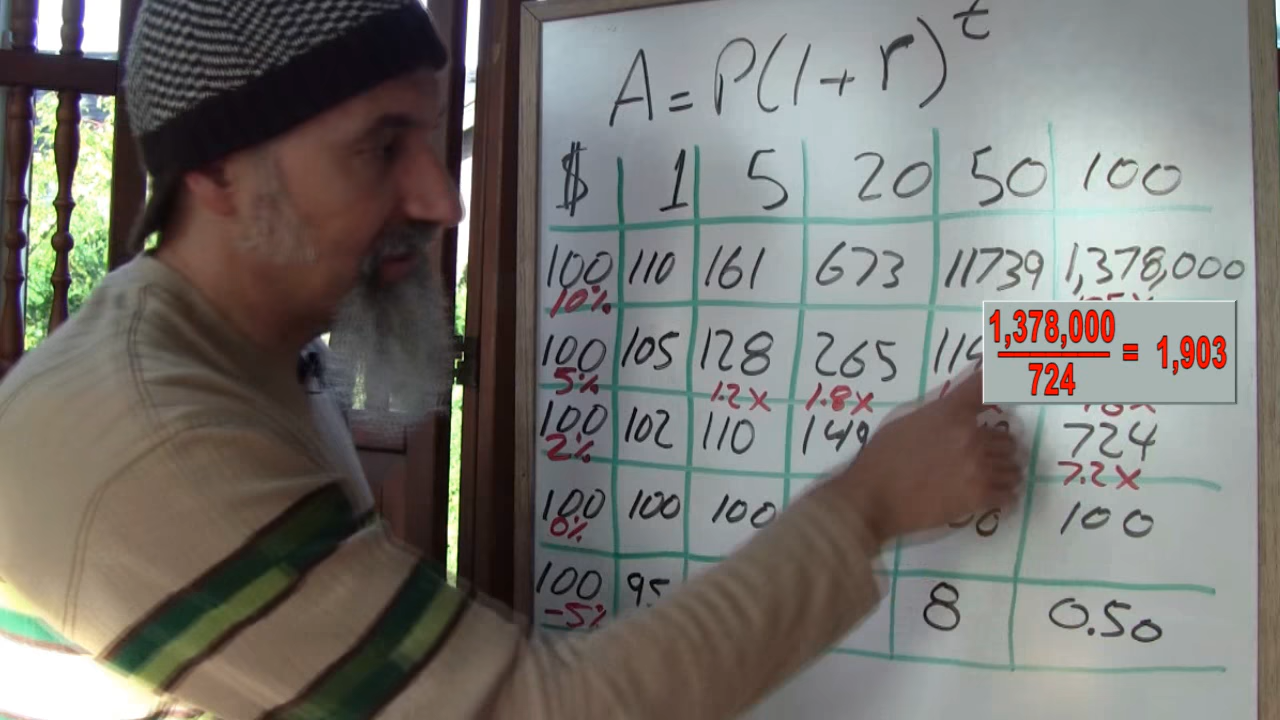 A = P(1 + r)^t
$ 1 5 20 50 100
100 110 161 673 11739 1,378,000
10%
100 105 128 265
5% 1.2x 1.8x
100 102 110 149 724
2% 7.2x
100 100 100 100
0%
100 95 8 0.50
-5%
1,378,000
724
= 1,903